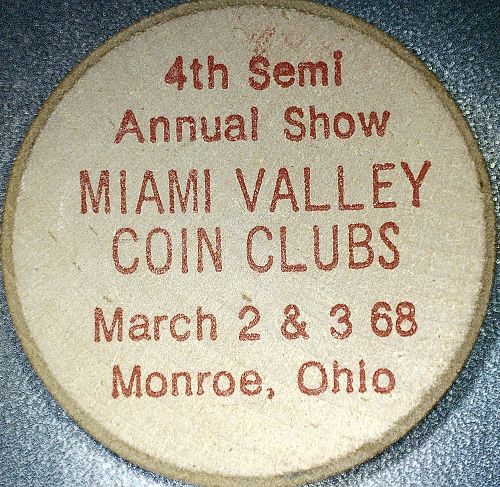 4th Semi
Annual Show
MIAMI VALLEY
COIN CLUBS
March 2 & 3 68
Monroe, Ohio